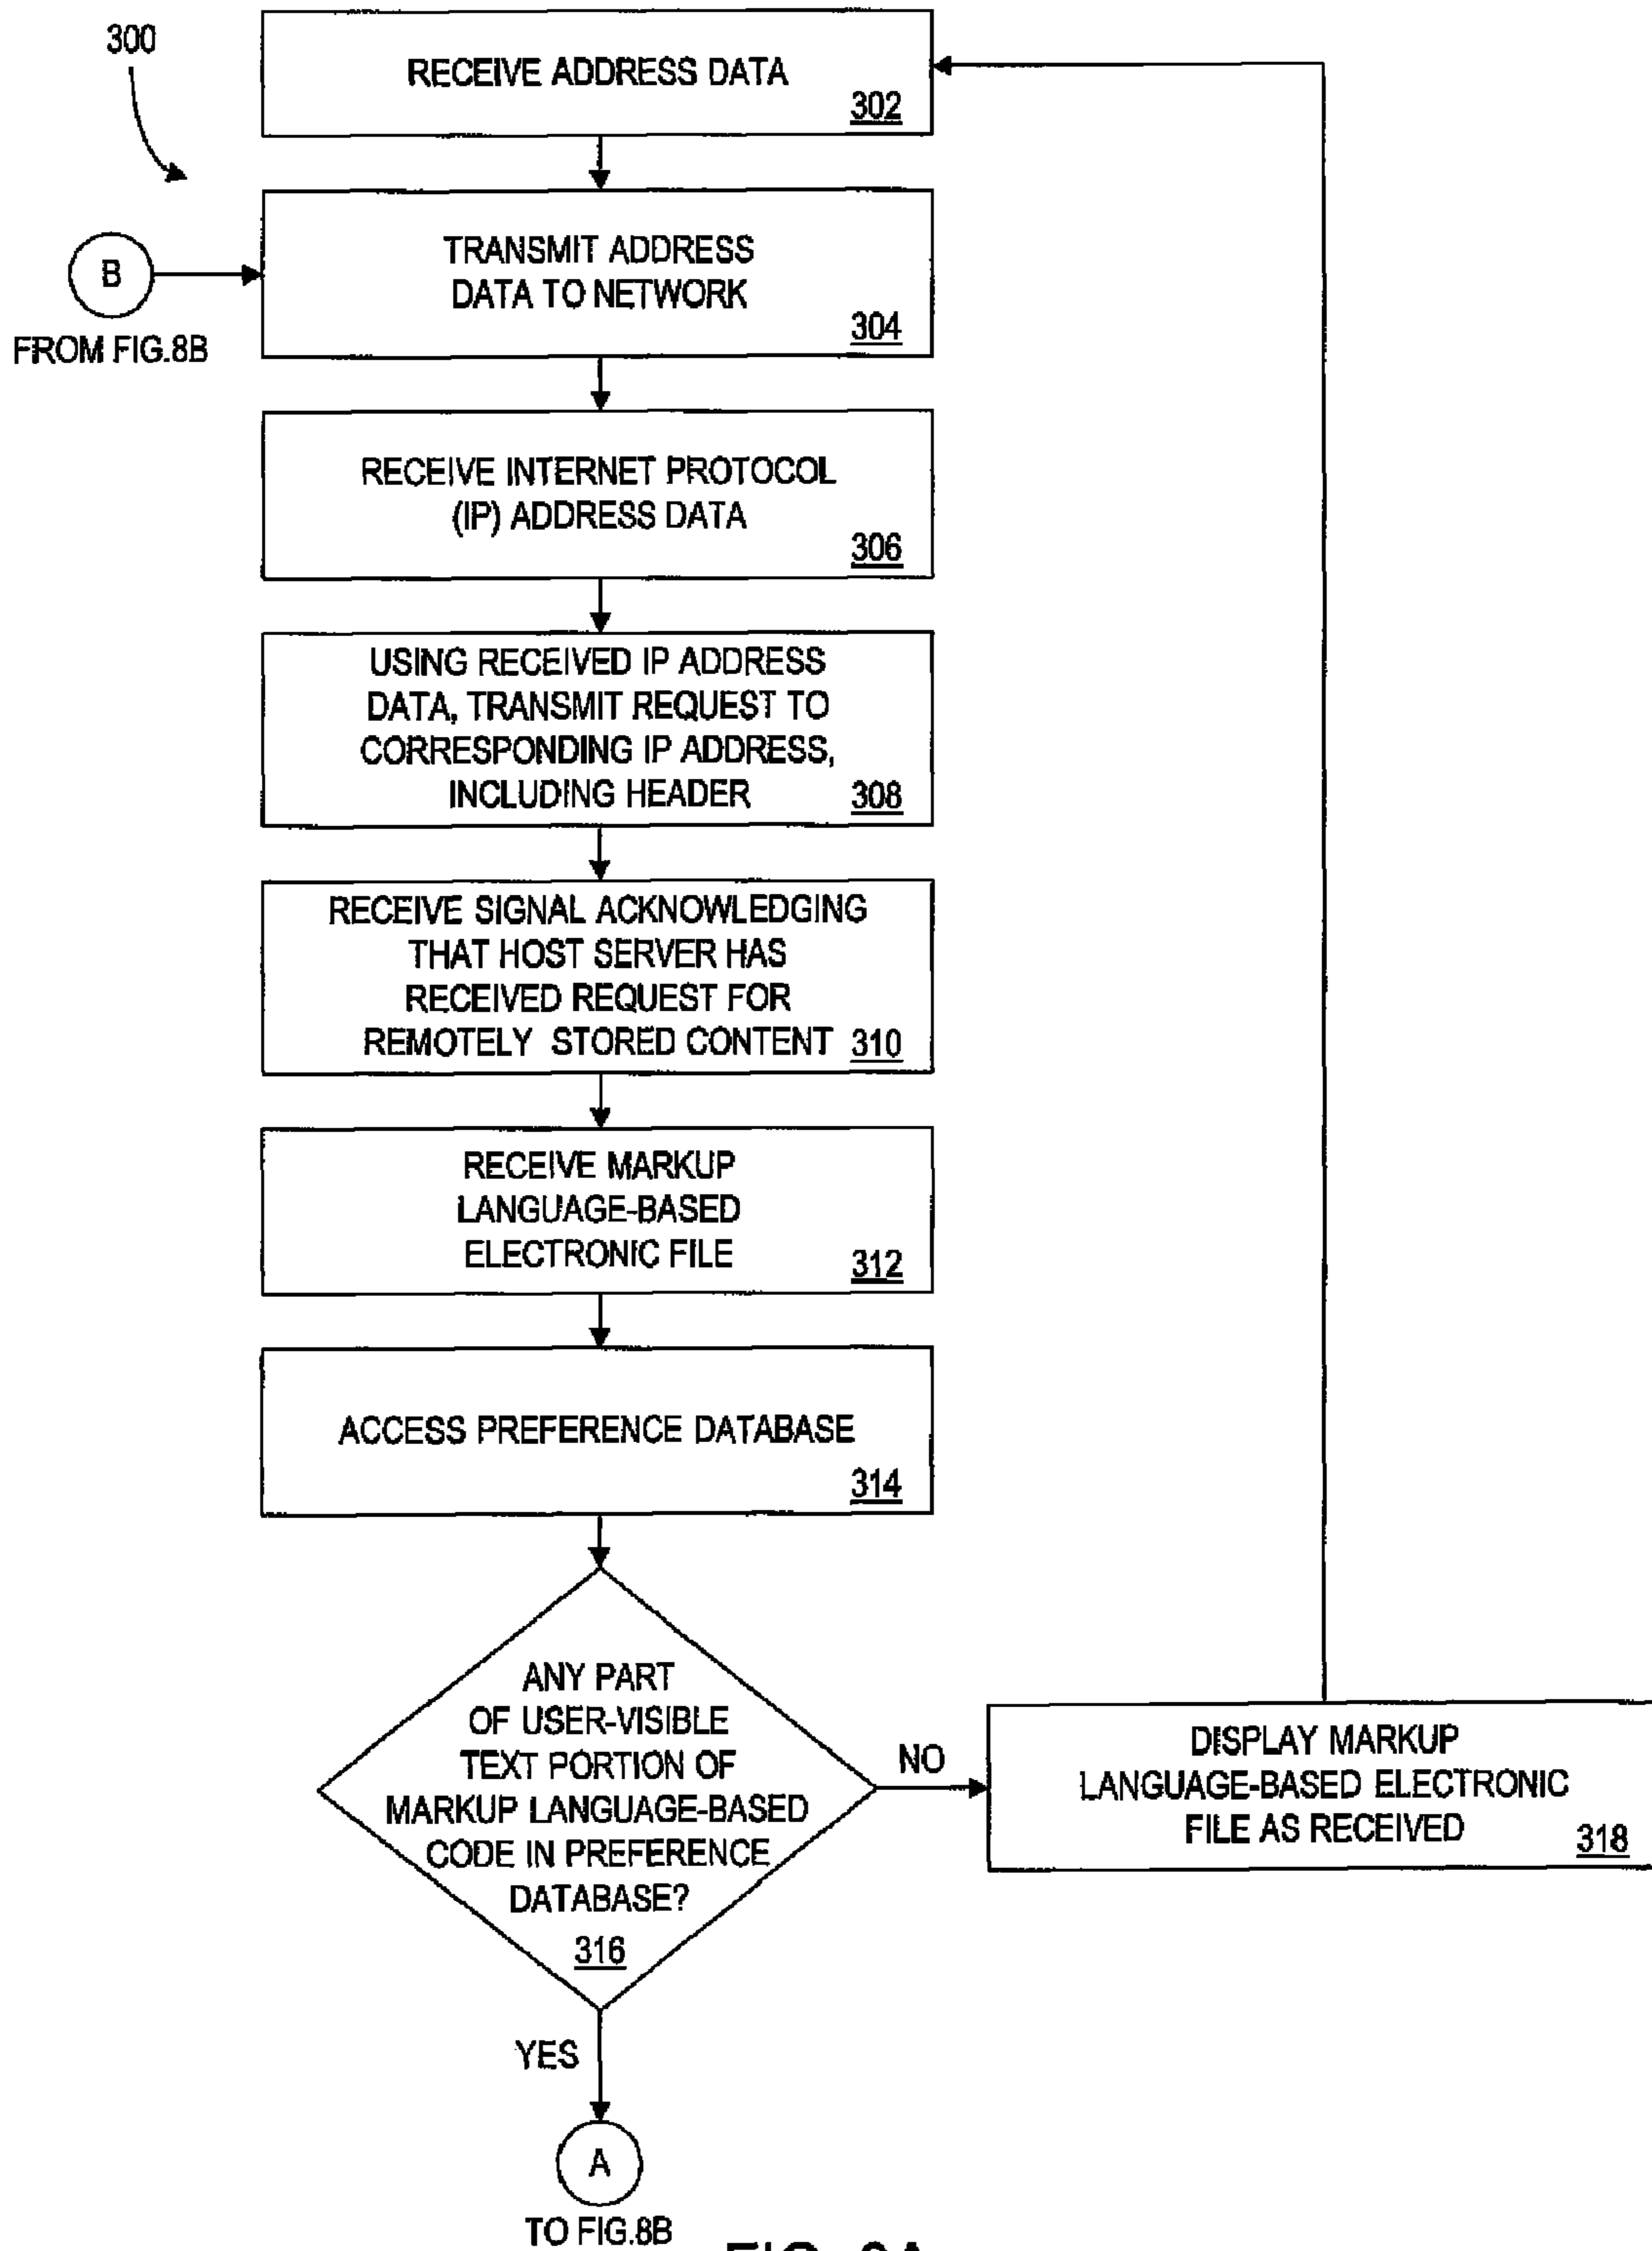 300
RECEIVE ADDRESS DATA
302
TRANSMIT ADDRESS
DATA TO NETWORK
304
B
FROM FIG.8B
RECEIVE INTERNET PROTOCOL
(IP) ADDRESS DATA
306
USING RECEIVED IP ADDRESS
DATA, TRANSMIT REQUEST TO
CORRESPONDING IP ADDRESS,
INCLUDING HEADER 308
RECEIVE SIGNAL ACKNOWLEDGING
THAT HOST SERVER HAS
RECEIVED REQUEST FOR
REMOTELY STORED CONTENT 310
RECEIVE MARKUP
LANGUAGE-BASED
ELECTRONIC FILE
312
ACCESS PREFERENCE DATABASE
314
ANY PART
OF USER-VISIBLE
TEXT PORTION OF
MARKUP LANGUAGE-BASED
CODE IN PREFERENCE
DATABASE?
316
NO
DISPLAY MARKUP
LANGUAGE-BASED ELECTRONIC
FILE AS RECEIVED
318
YES
A
TO FIG.8B